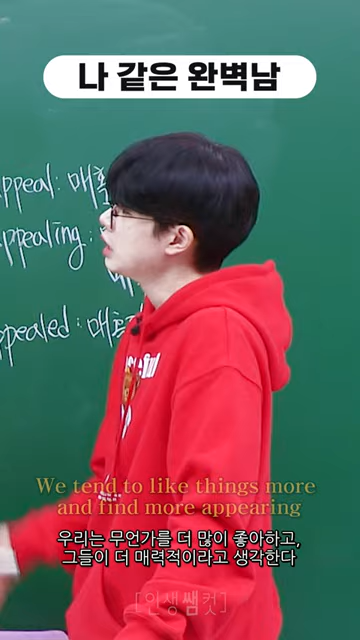 나 같은 완벽남
appeal : 매혹
appealing :
appealed : 매혹
We tend to like things more
and find more appearing
우리는 무언가를 더 많이 좋아하고,
그들이 더 매력적이라고 생각한다
[인생쌤컷]